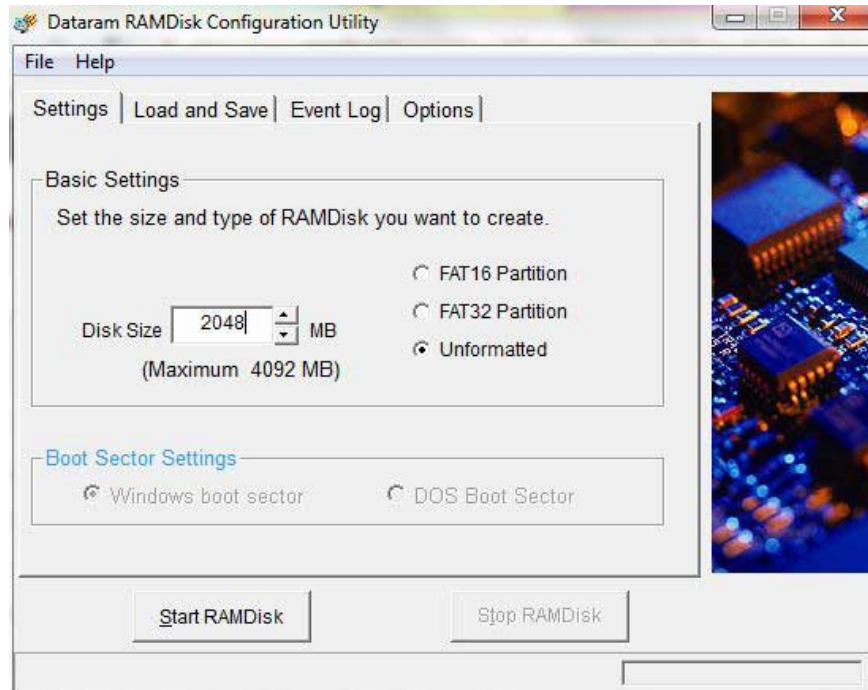 Dataram RAMDisk Configuration Utility
File Help
Settings Load and Save Event Log Options
Basic Settings
Set the size and type of RAMDisk you want to create.
FAT16 Partition
FAT32 Partition
Disk Size 2048 MB
Unformatted
(Maximum 4092 MB)
Boot Sector Settings
Windows boot sector DOS Boot Sector
Start RAMDisk Stop RAMDisk